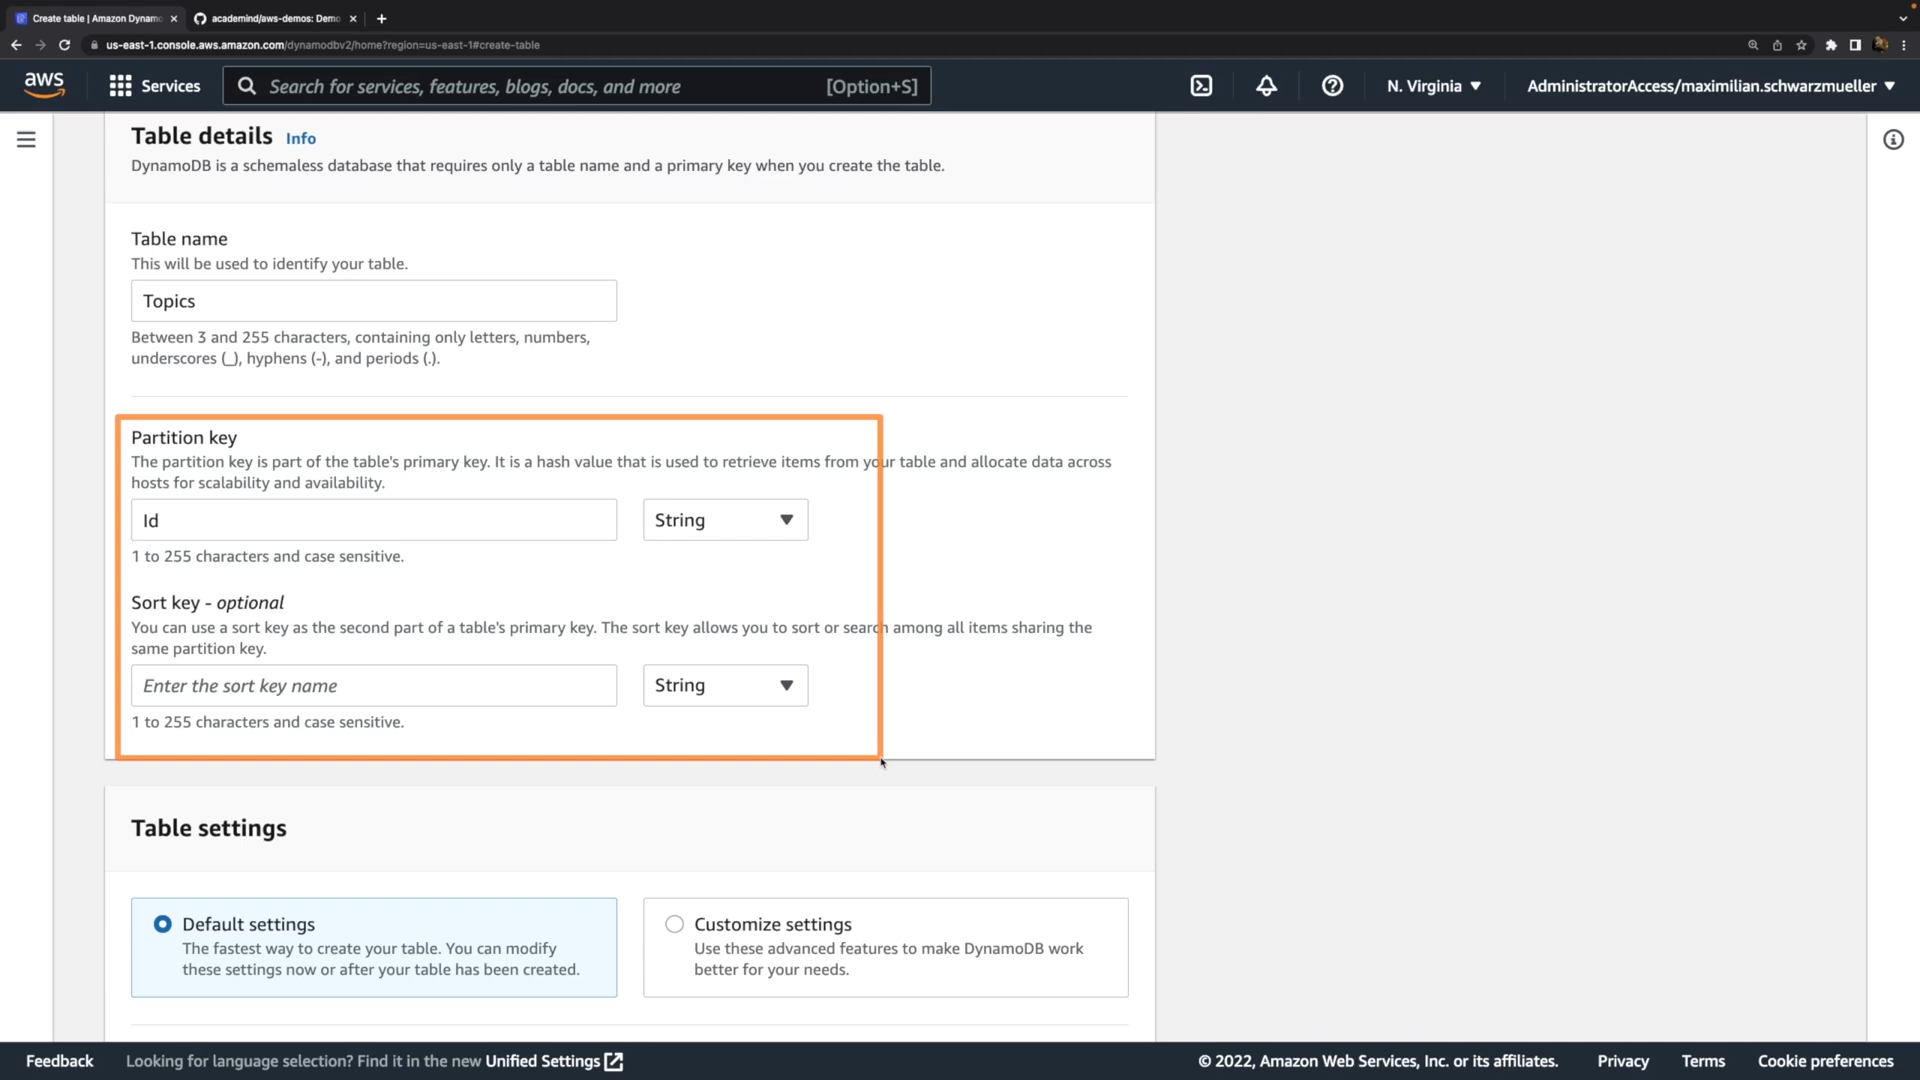 Create table | Amazon Dynamo
academind/aws-demos: Demo
us-east-1.console.aws.amazon.com/dynamodbv2/home?region=us-east-1#create-table
aws
Services
Search for services, features, blogs, docs, and more
[Option+S]
N. Virginia
AdministratorAccess/maximilian.schwarzmueller
Table details Info
DynamoDB is a schemaless database that requires only a table name and a primary key when you create the table.
Table name
This will be used to identify your table.
Topics
Between 3 and 255 characters, containing only letters, numbers,
underscores (_), hyphens (-), and periods (.).
Partition key
The partition key is part of the table's primary key. It is a hash value that is used to retrieve items from your table and allocate data across
hosts for scalability and availability.
Id
String
1 to 255 characters and case sensitive.
Sort key - optional
You can use a sort key as the second part of a table's primary key. The sort key allows you to sort or search among all items sharing the
same partition key.
Enter the sort key name
String
1 to 255 characters and case sensitive.
Table settings
Default settings
The fastest way to create your table. You can modify
these settings now or after your table has been created.
Customize settings
Use these advanced features to make DynamoDB work
better for your needs.
Feedback
Looking for language selection? Find it in the new Unified Settings
© 2022, Amazon Web Services, Inc. or its affiliates.
Privacy
Terms
Cookie preferences